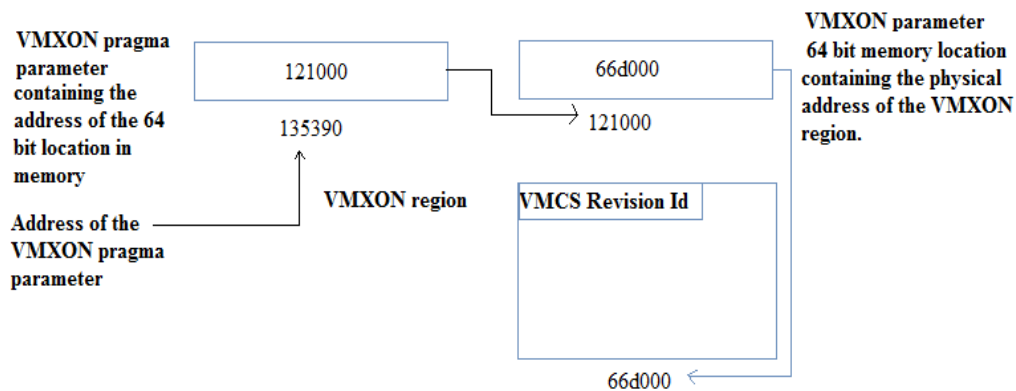 VMXON pragma
parameter
containing the
address of the 64
bit location in
memory
121000
135390
66d000
121000
VMXON parameter
64 bit memory location
containing the physical
address of the VMXON
region.
Address of the
VMXON pragma
parameter
VMXON region
VMCS Revision Id
66d000